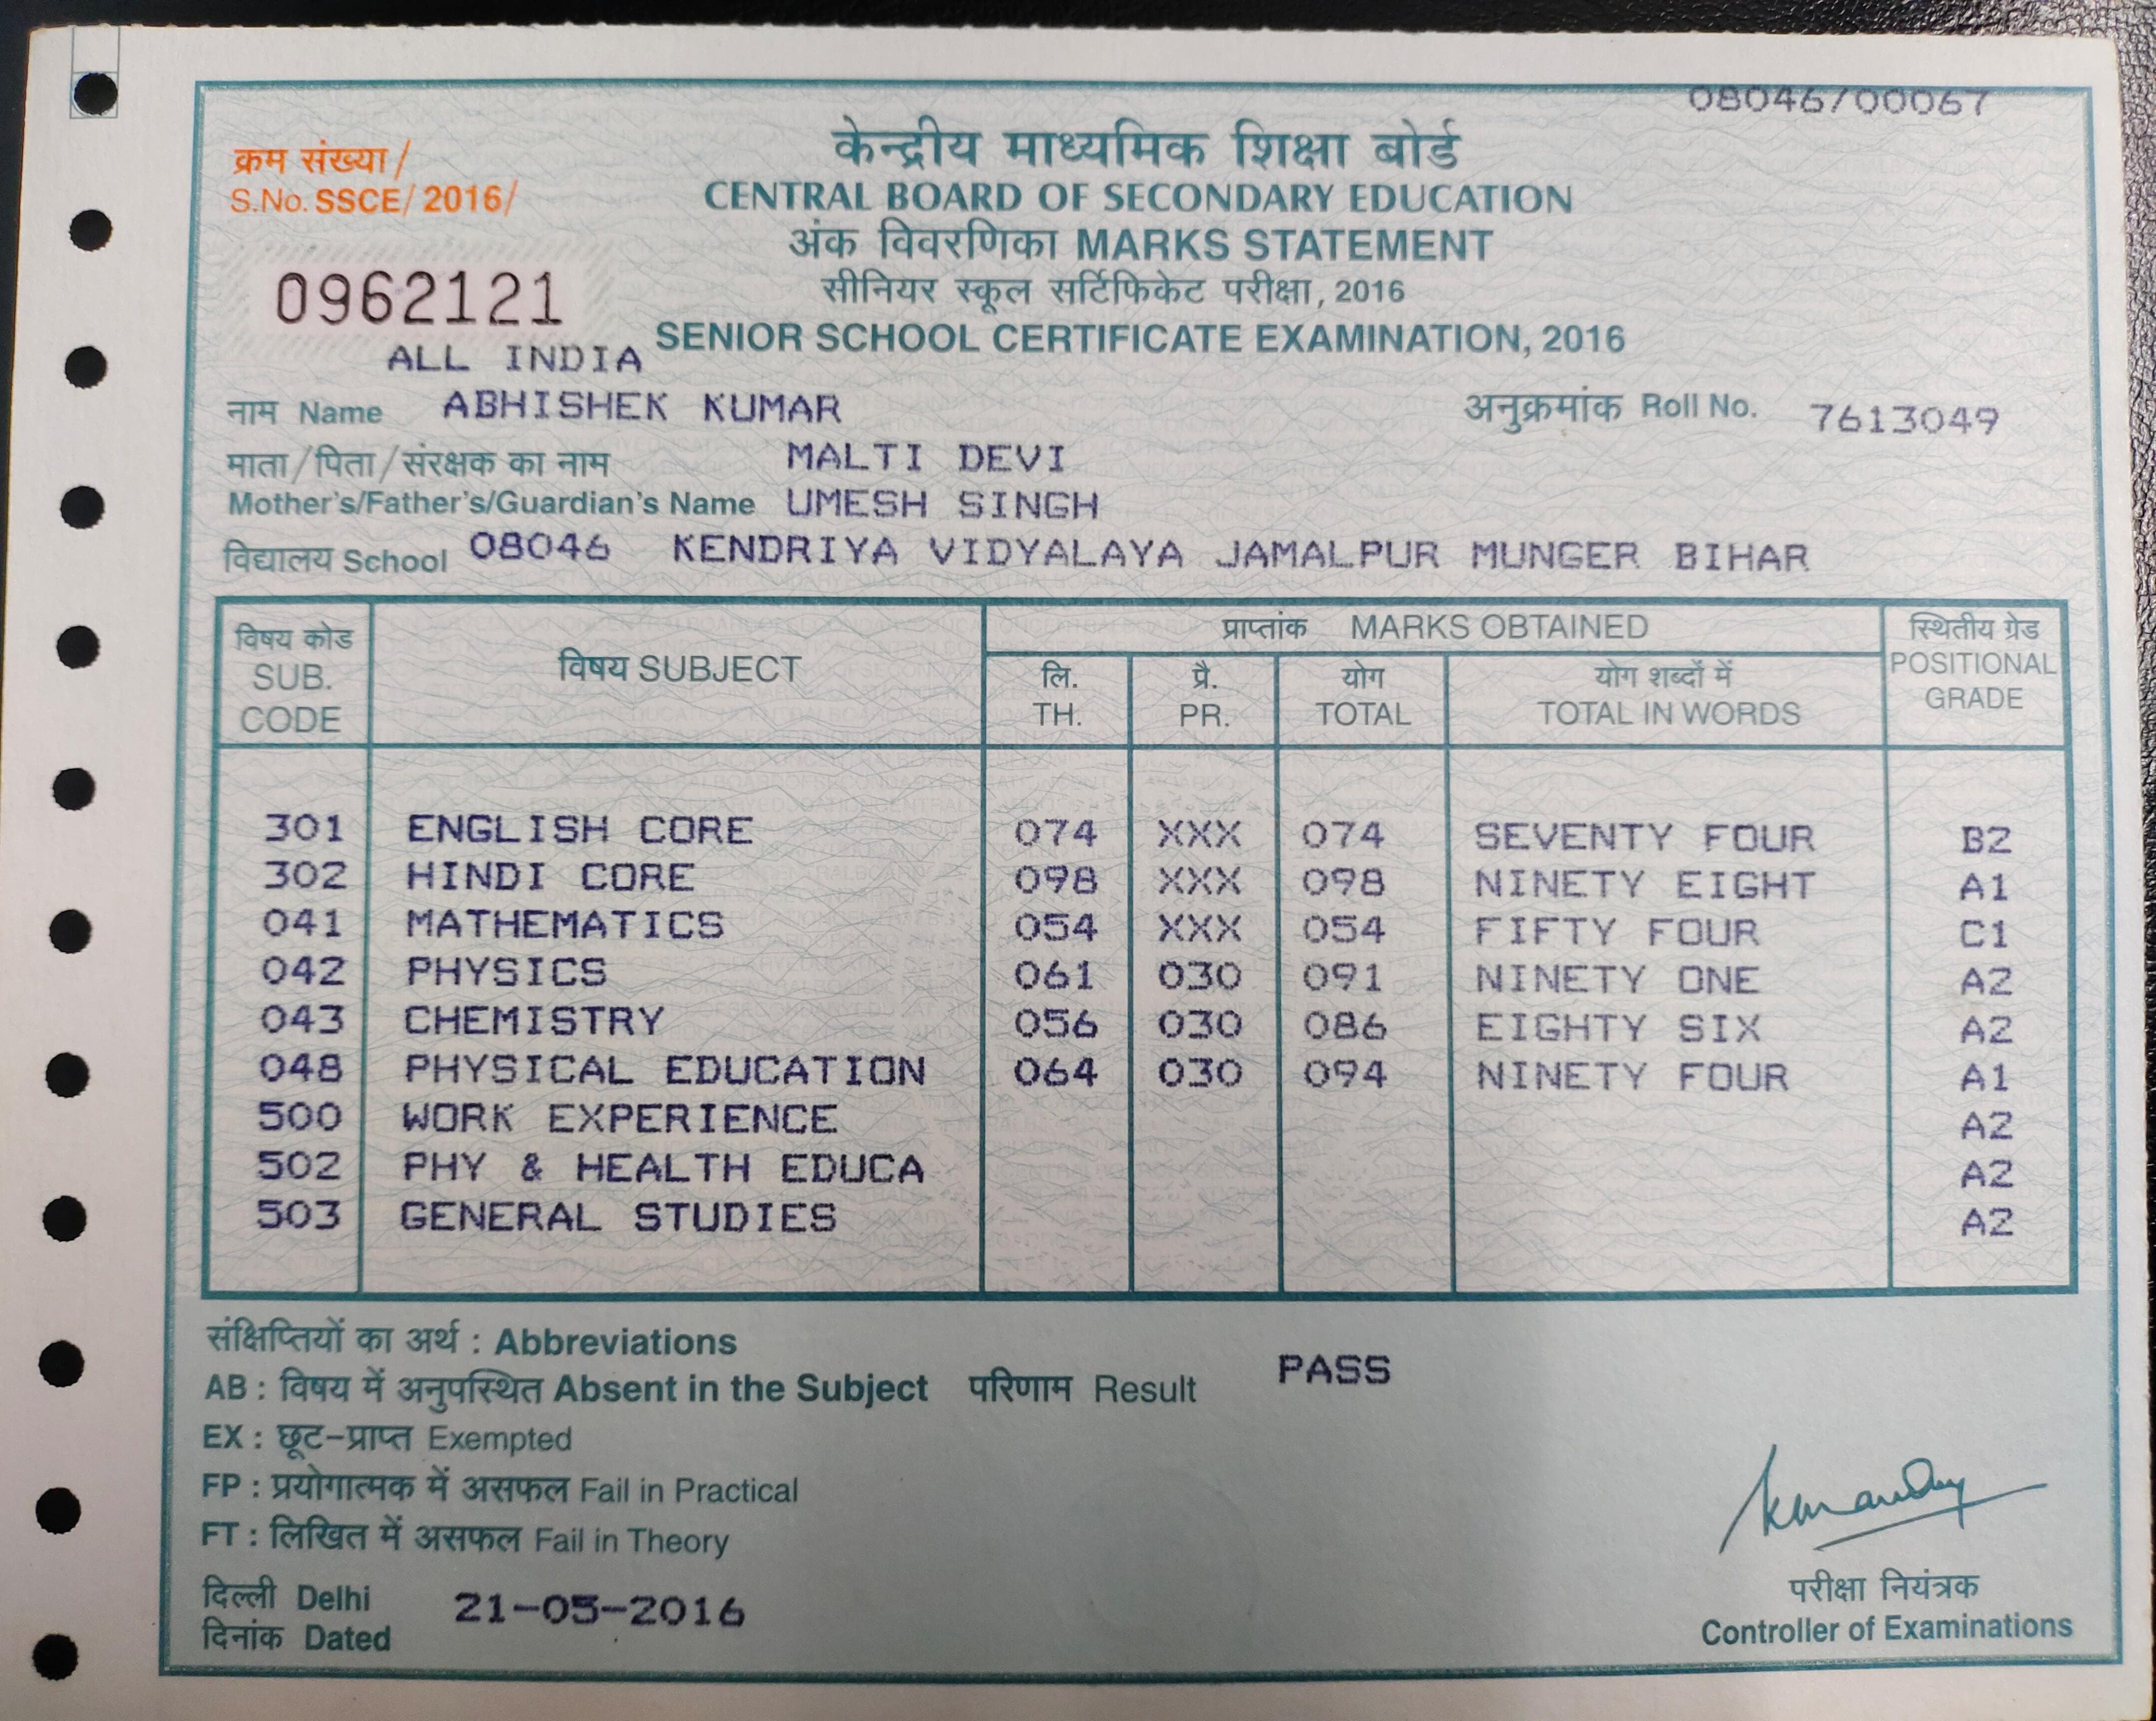 08046/00067
क्रम संख्या/
S.No. SSCE/ 2016/
0962121
केन्द्रीय माध्यमिक शिक्षा बोर्ड
CENTRAL BOARD OF SECONDARY EDUCATION
अंक विवरणिका MARKS STATEMENT
सीनियर स्कूल सर्टिफिकेट परीक्षा, 2016
SENIOR SCHOOL CERTIFICATE EXAMINATION, 2016
ALL INDIA
नाम Name ABHISHEK KUMAR अनुक्रमांक Roll No. 7613049
माता/पिता/संरक्षक का नाम MALTI DEVI
Mother's/Father's/Guardian's Name UMESH SINGH
विद्यालय School 08046 KENDRIYA VIDYALAYA JAMALPUR MUNGER BIHAR
विषय कोड SUB. CODE विषय SUBJECT प्राप्तांक MARKS OBTAINED स्थितीय ग्रेड POSITIONAL GRADE
लि. TH. प्रै. PR. योग TOTAL योग शब्दों में TOTAL IN WORDS
301 ENGLISH CORE 074 XXX 074 SEVENTY FOUR B2
302 HINDI CORE 098 XXX 098 NINETY EIGHT A1
041 MATHEMATICS 054 XXX 054 FIFTY FOUR C1
042 PHYSICS 061 030 091 NINETY ONE A2
043 CHEMISTRY 056 030 086 EIGHTY SIX A2
048 PHYSICAL EDUCATION 064 030 094 NINETY FOUR A1
500 WORK EXPERIENCE A2
502 PHY & HEALTH EDUCA A2
503 GENERAL STUDIES A2
संक्षिप्तियों का अर्थ : Abbreviations
AB : विषय में अनुपस्थित Absent in the Subject परिणाम Result PASS
EX : छूट-प्राप्त Exempted
FP : प्रयोगात्मक में असफल Fail in Practical
FT : लिखित में असफल Fail in Theory
दिल्ली Delhi
दिनांक Dated 21-05-2016
परीक्षा नियंत्रक
Controller of Examinations